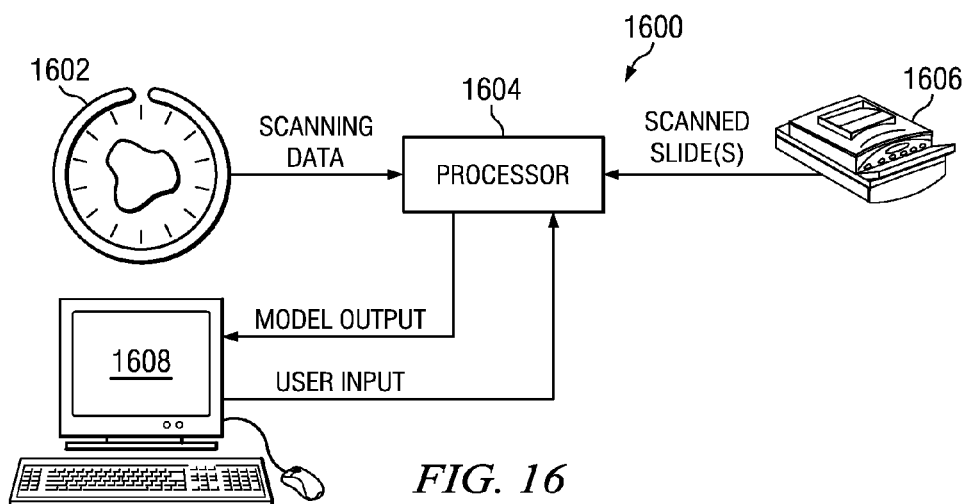 1600
1602
1604
1606
SCANNING
DATA
PROCESSOR
SCANNED
SLIDE(S)
MODEL OUTPUT
1608
USER INPUT
FIG. 16